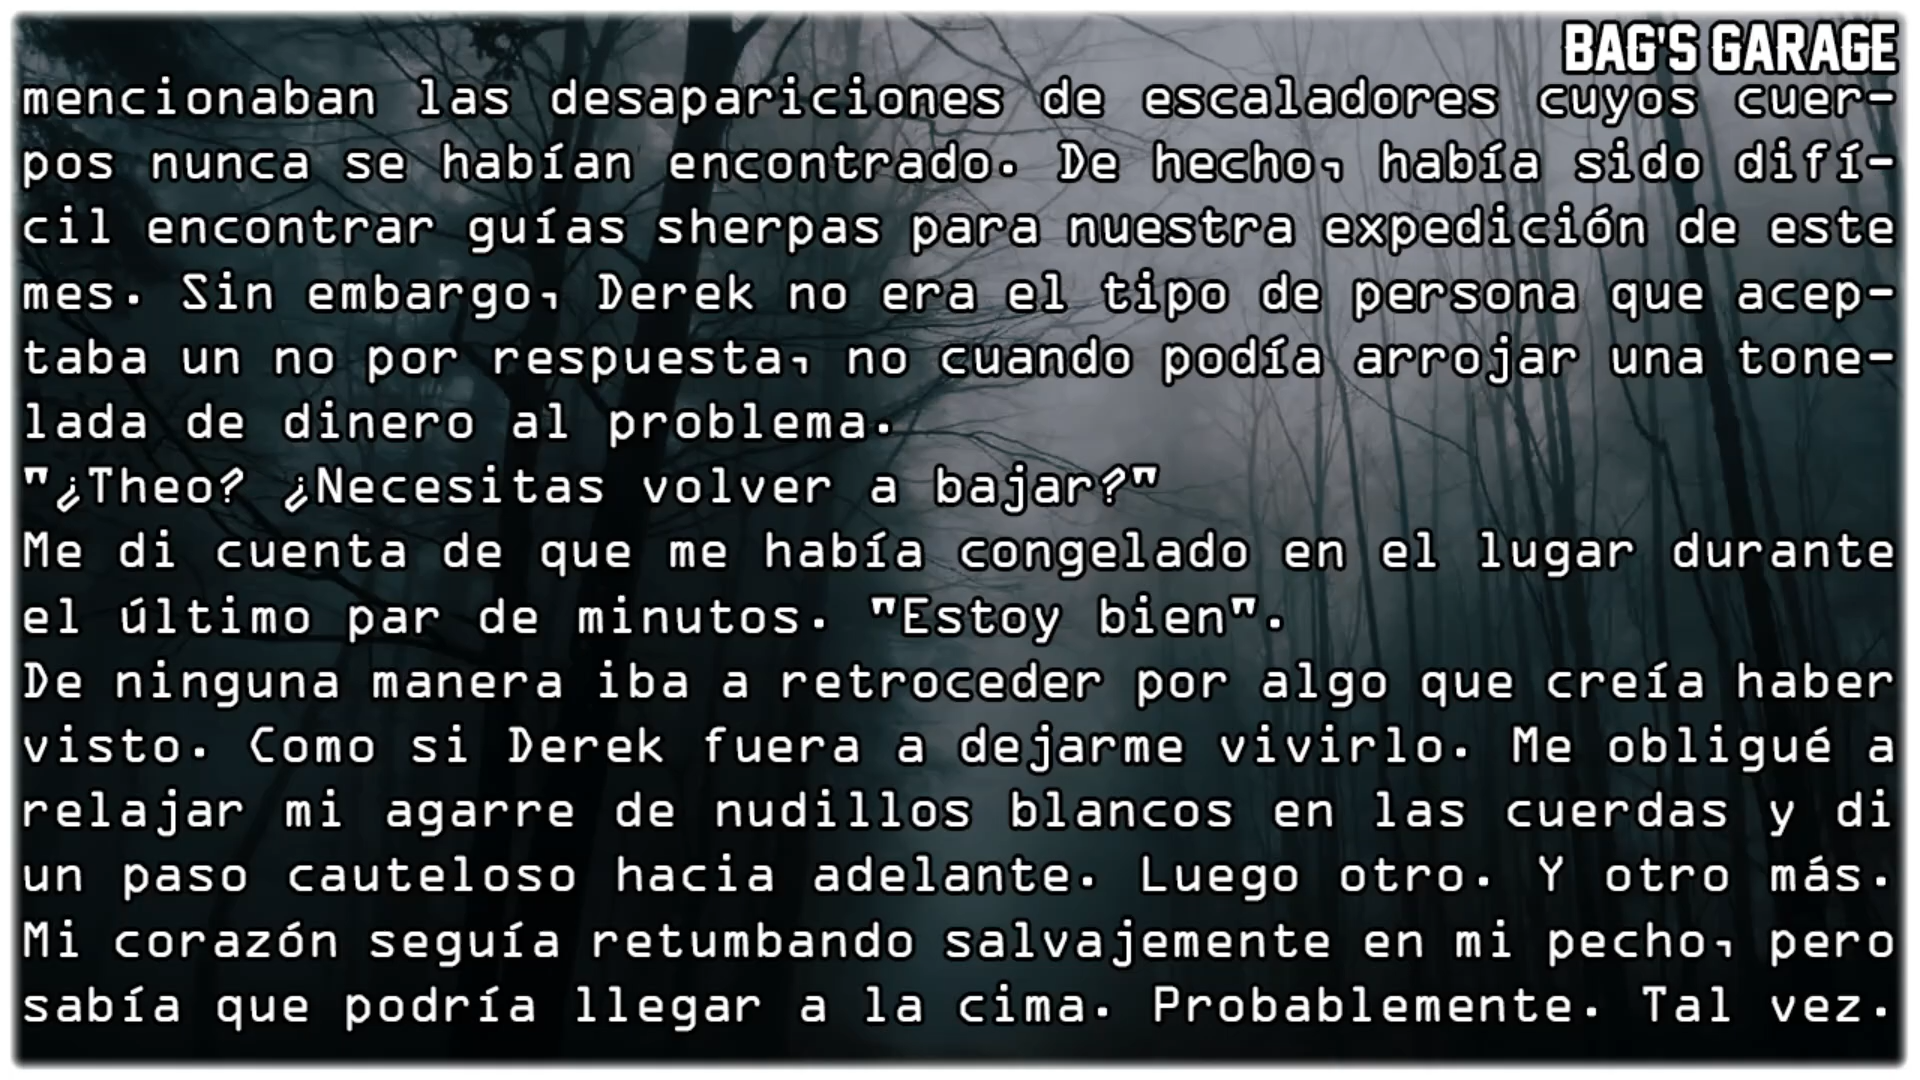 BAG'S GARAGE
mencionaban las desapariciones de escaladores cuyos cuer-
pos nunca se habían encontrado. De hecho, había sido difí-
cil encontrar guías sherpas para nuestra expedición de este
mes. Sin embargo, Derek no era el tipo de persona que acep-
taba un no por respuesta, no cuando podía arrojar una tone-
lada de dinero al problema.
"¿Theo? ¿Necesitas volver a bajar?"
Me di cuenta de que me había congelado en el lugar durante
el último par de minutos. "Estoy bien".
De ninguna manera iba a retroceder por algo que creía haber
visto. Como si Derek fuera a dejarme vivirlo. Me obligué a
relajar mi agarre de nudillos blancos en las cuerdas y di
un paso cauteloso hacia adelante. Luego otro. Y otro más.
Mi corazón seguía retumbando salvajemente en mi pecho, pero
sabía que podría llegar a la cima. Probablemente. Tal vez.